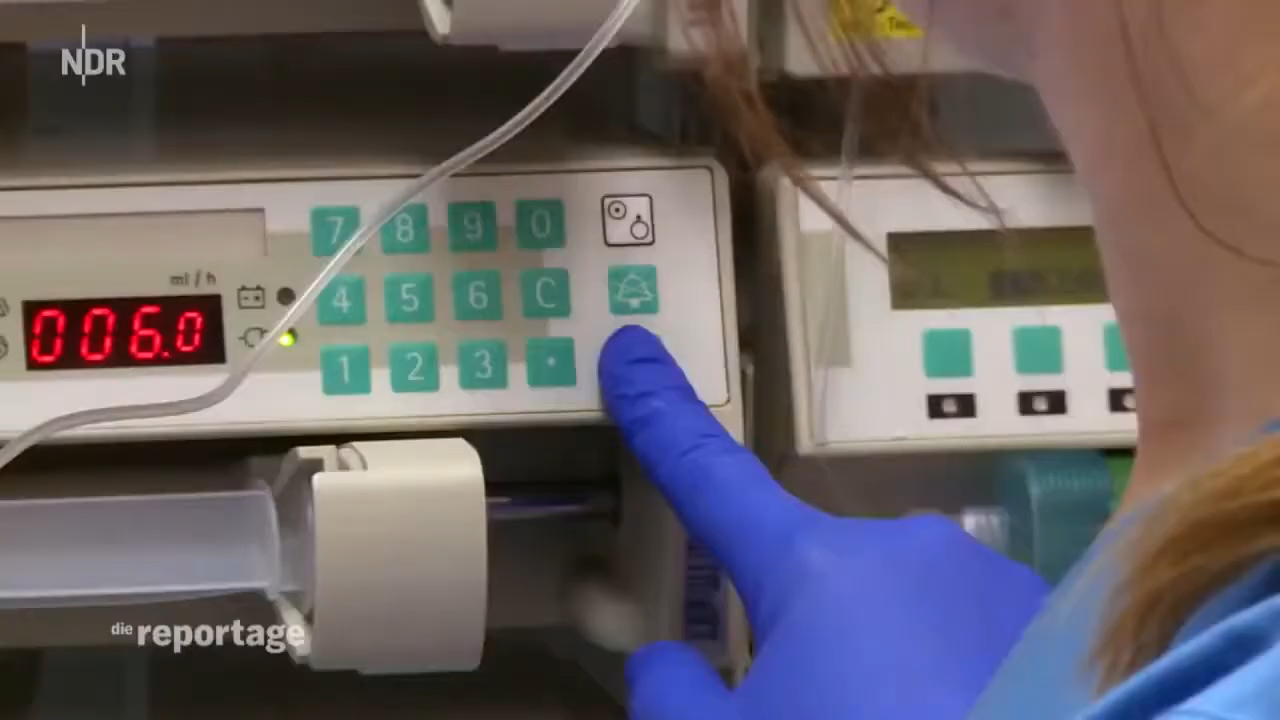 NDR
ml/h
006.0
7 8 9 0
4 5 6 C
1 2 3 .
die reportage